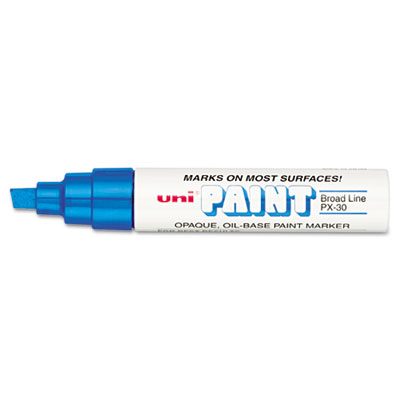 MARKS ON MOST SURFACES!
uni PAINT Broad Line
PX-30
OPAQUE, OIL-BASE PAINT MARKER